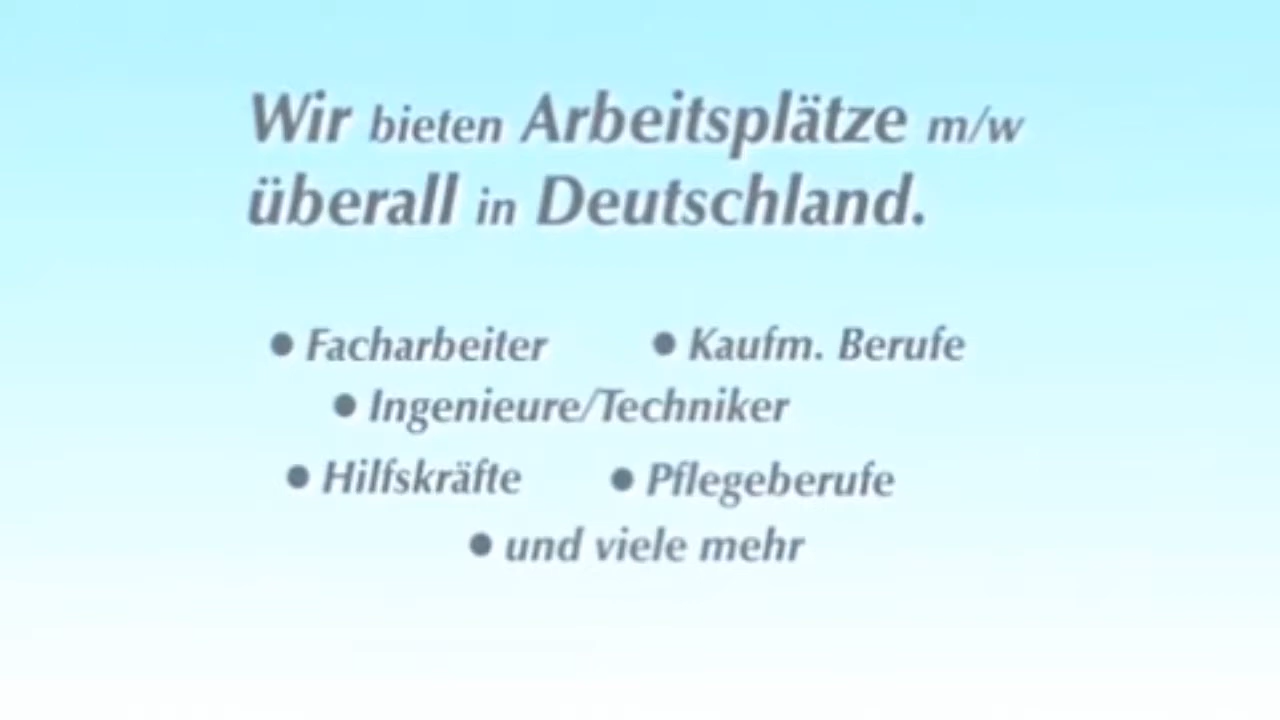 Wir bieten Arbeitsplätze m/w
überall in Deutschland.
• Facharbeiter • Kaufm. Berufe
• Ingenieure/Techniker
• Hilfskräfte • Pflegeberufe
• und viele mehr